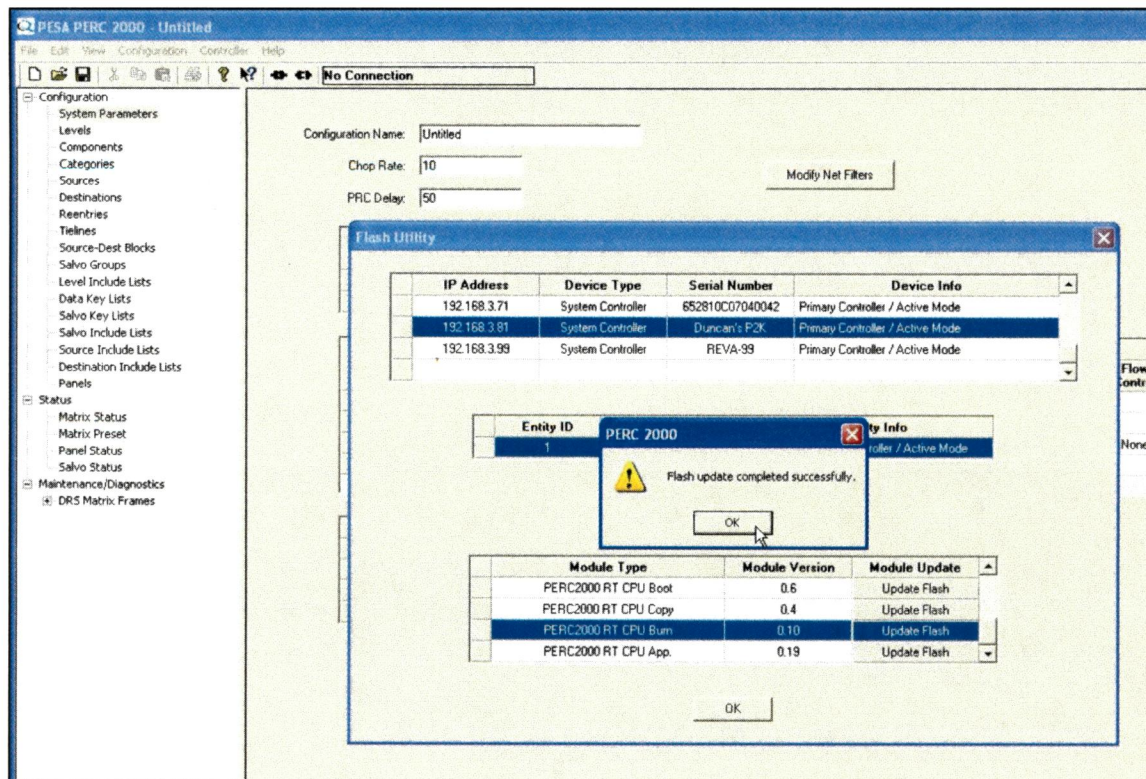 PESA PERC 2000 - Untitled
File Edit View Configuration Controller Help
No Connection
Configuration
System Parameters
Levels
Components
Categories
Sources
Destinations
Reentries
Tielines
Source-Dest Blocks
Salvo Groups
Level Include Lists
Data Key Lists
Salvo Key Lists
Salvo Include Lists
Source Include Lists
Destination Include Lists
Panels
Status
Matrix Status
Matrix Preset
Panel Status
Salvo Status
Maintenance/Diagnostics
DRS Matrix Frames
Configuration Name: Untitled
Chop Rate: 10
Modify Net Filters
PRC Delay: 50
Flash Utility
IP Address Device Type Serial Number Device Info
192.168.3.71 System Controller 652810C07040042 Primary Controller / Active Mode
192.168.3.81 System Controller Duncan's P2K Primary Controller / Active Mode
192.168.3.99 System Controller REVA-99 Primary Controller / Active Mode
Flow
None
Entity ID Info
1 / Active Mode
PERC 2000
Flash update completed successfully.
OK
Module Type Module Version Module Update
PERC2000 RT CPU Boot 0.6 Update Flash
PERC2000 RT CPU Copy 0.4 Update Flash
PERC2000 RT CPU Burn 0.10 Update Flash
PERC2000 RT CPU App. 0.19 Update Flash
OK